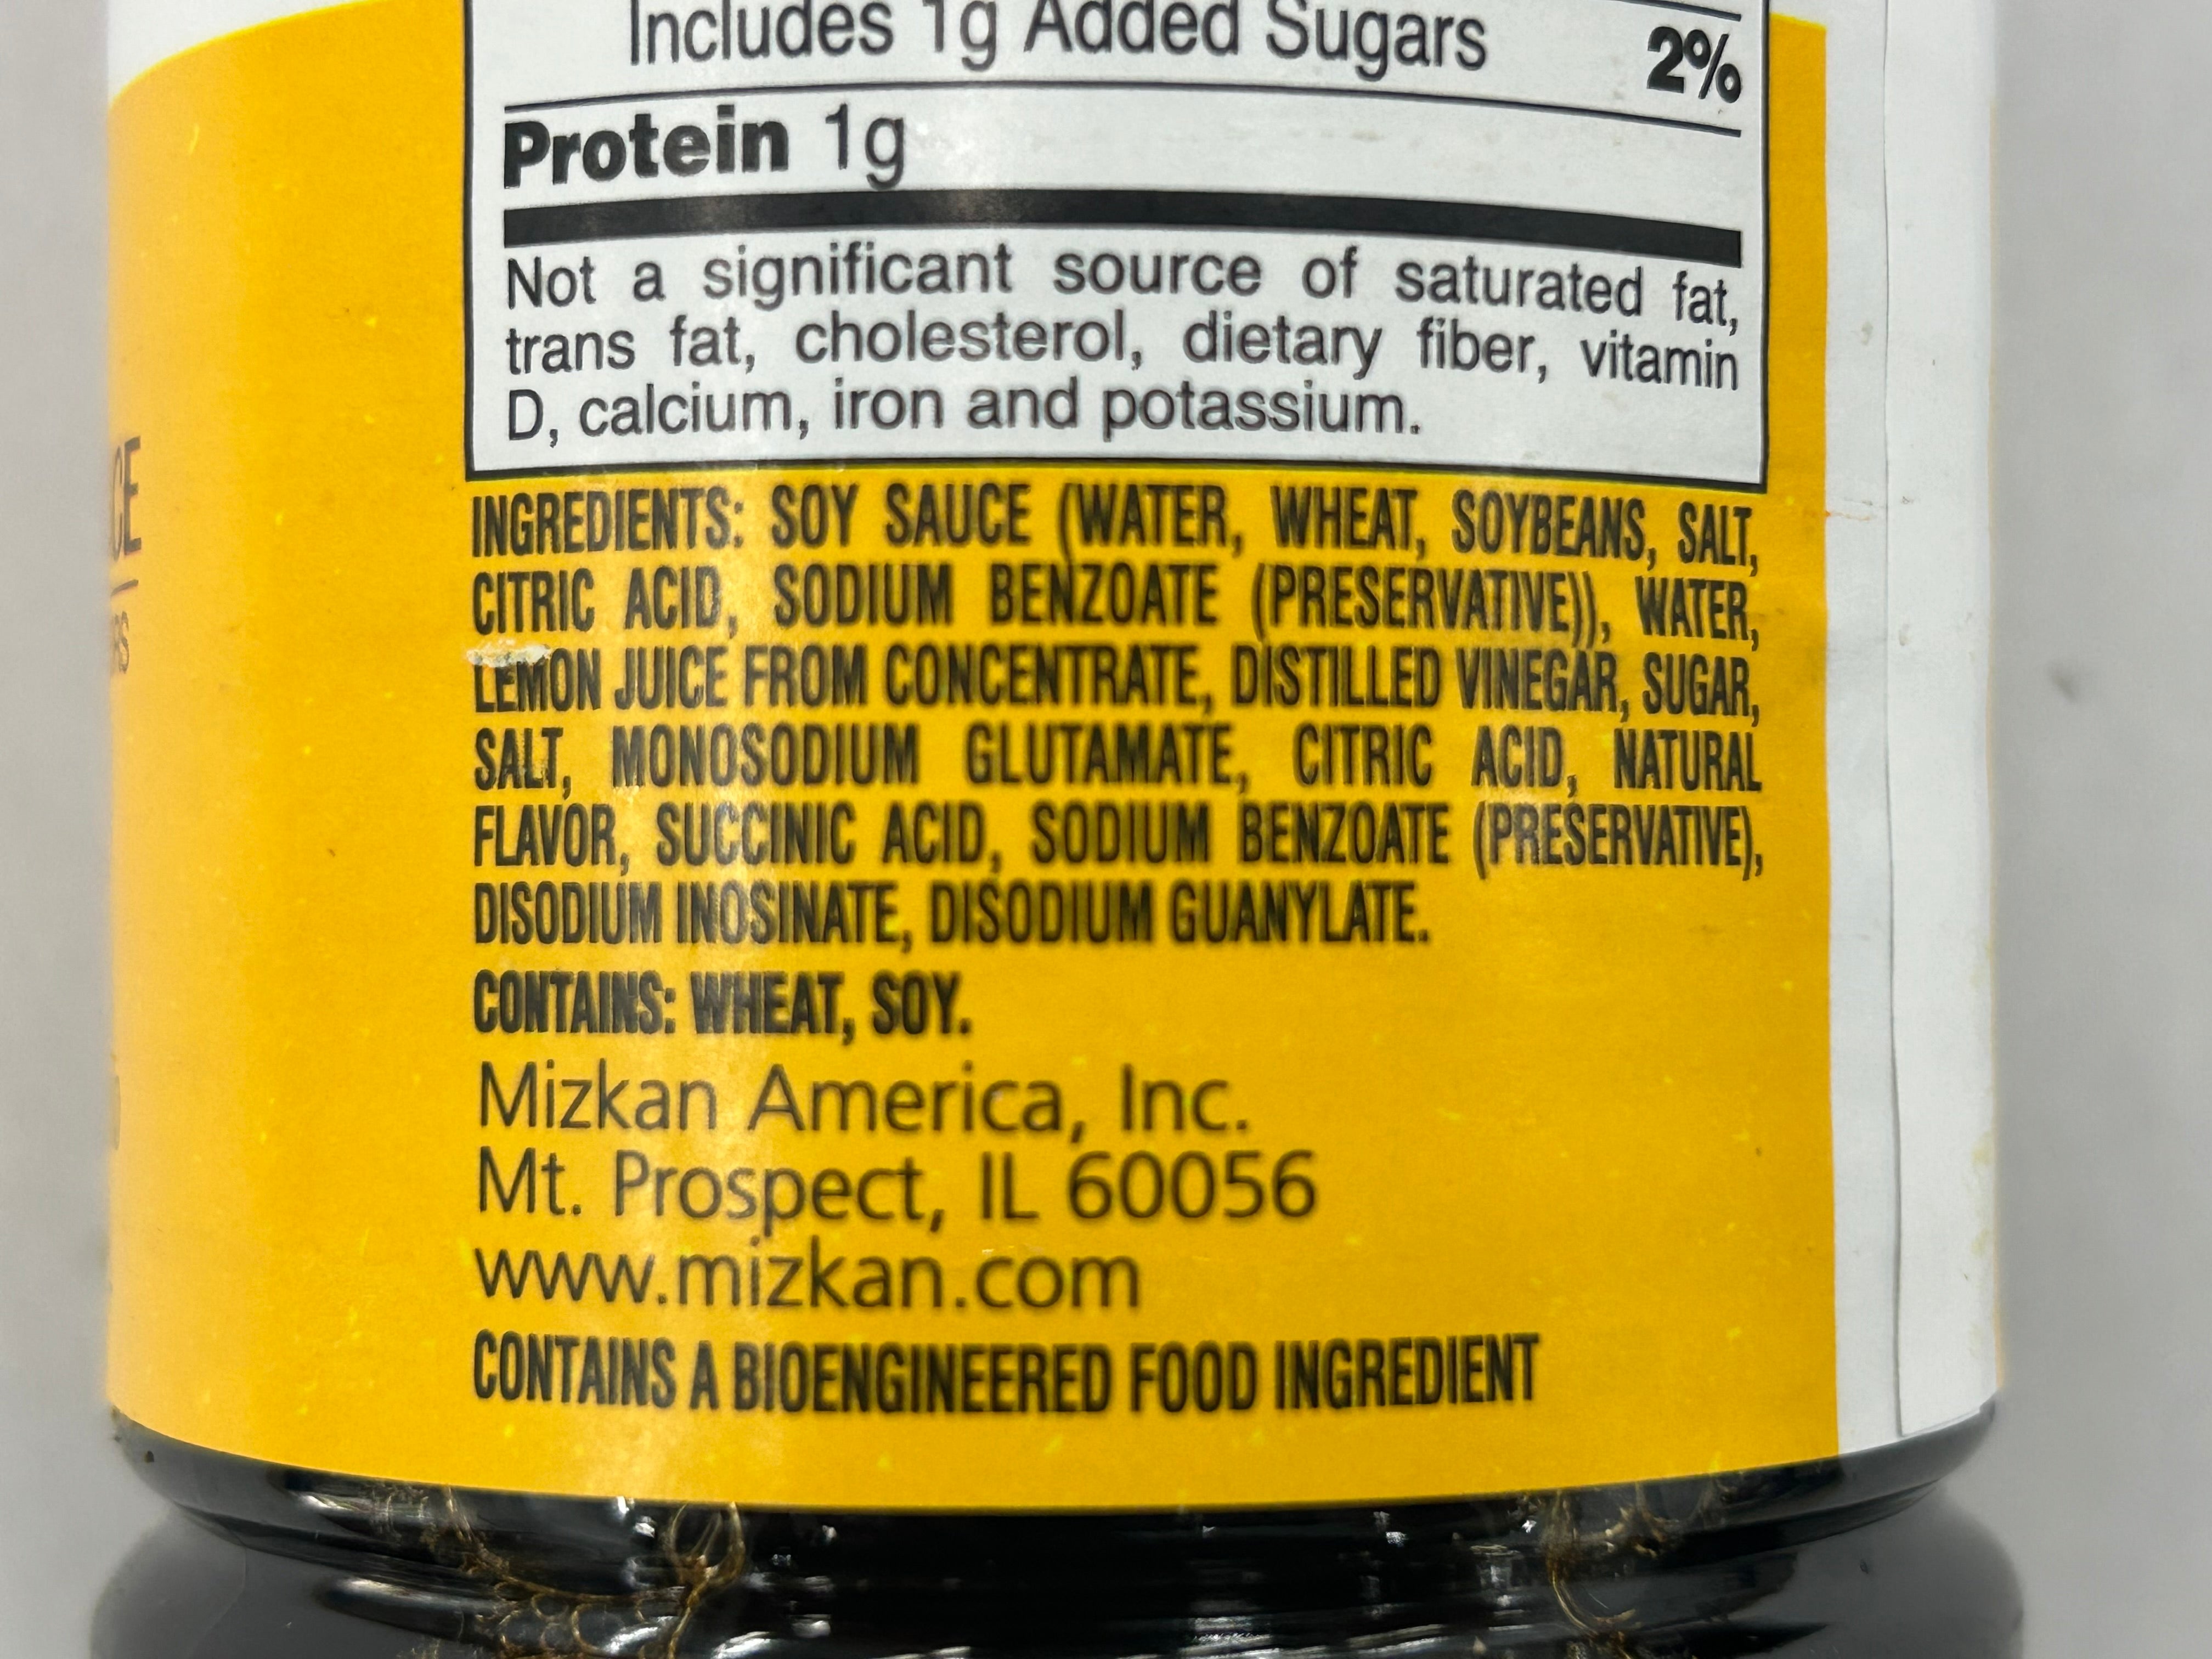 Includes 1g Added Sugars 2%
Protein 1g
Not a significant source of saturated fat,
trans fat, cholesterol, dietary fiber, vitamin
D, calcium, iron and potassium.
INGREDIENTS: SOY SAUCE (WATER, WHEAT, SOYBEANS, SALT,
CITRIC ACID, SODIUM BENZOATE (PRESERVATIVE)), WATER,
LEMON JUICE FROM CONCENTRATE, DISTILLED VINEGAR, SUGAR,
SALT, MONOSODIUM GLUTAMATE, CITRIC ACID, NATURAL
FLAVOR, SUCCINIC ACID, SODIUM BENZOATE (PRESERVATIVE),
DISODIUM INOSINATE, DISODIUM GUANYLATE.
CONTAINS: WHEAT, SOY.
Mizkan America, Inc.
Mt. Prospect, IL 60056
www.mizkan.com
CONTAINS A BIOENGINEERED FOOD INGREDIENT